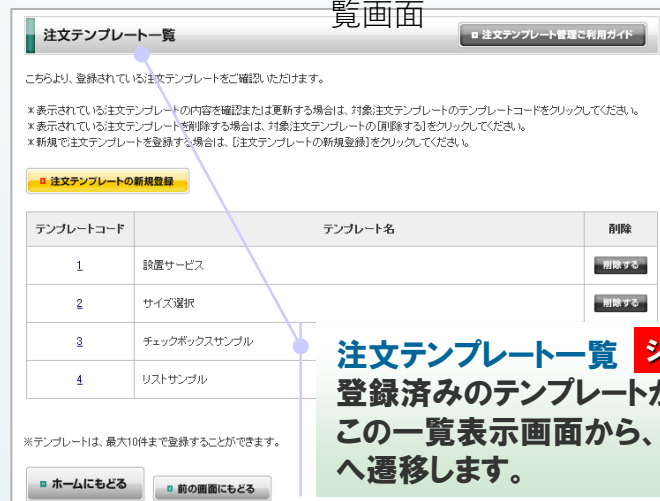 覧画面
注文テンプレート一覧
注文テンプレート管理ご利用ガイド
こちらより、登録されている注文テンプレートをご確認いただけます。
※表示されている注文テンプレートの内容を確認または更新する場合は、対象注文テンプレートのテンプレートコードをクリックしてください。
※表示されている注文テンプレートを削除する場合は、対象注文テンプレートの[削除する]をクリックしてください。
※新規で注文テンプレートを登録する場合は、[注文テンプレートの新規登録]をクリックしてください。
注文テンプレートの新規登録
テンプレートコード テンプレート名 削除
1 設置サービス 削除する
2 サイズ選択 削除する
3 チェックボックスサンプル
4 リストサンプル
注文テンプレート一覧
登録済みのテンプレートが
この一覧表示画面から、
へ遷移します。
※テンプレートは、最大10件まで登録することができます。
ホームにもどる 前の画面にもどる